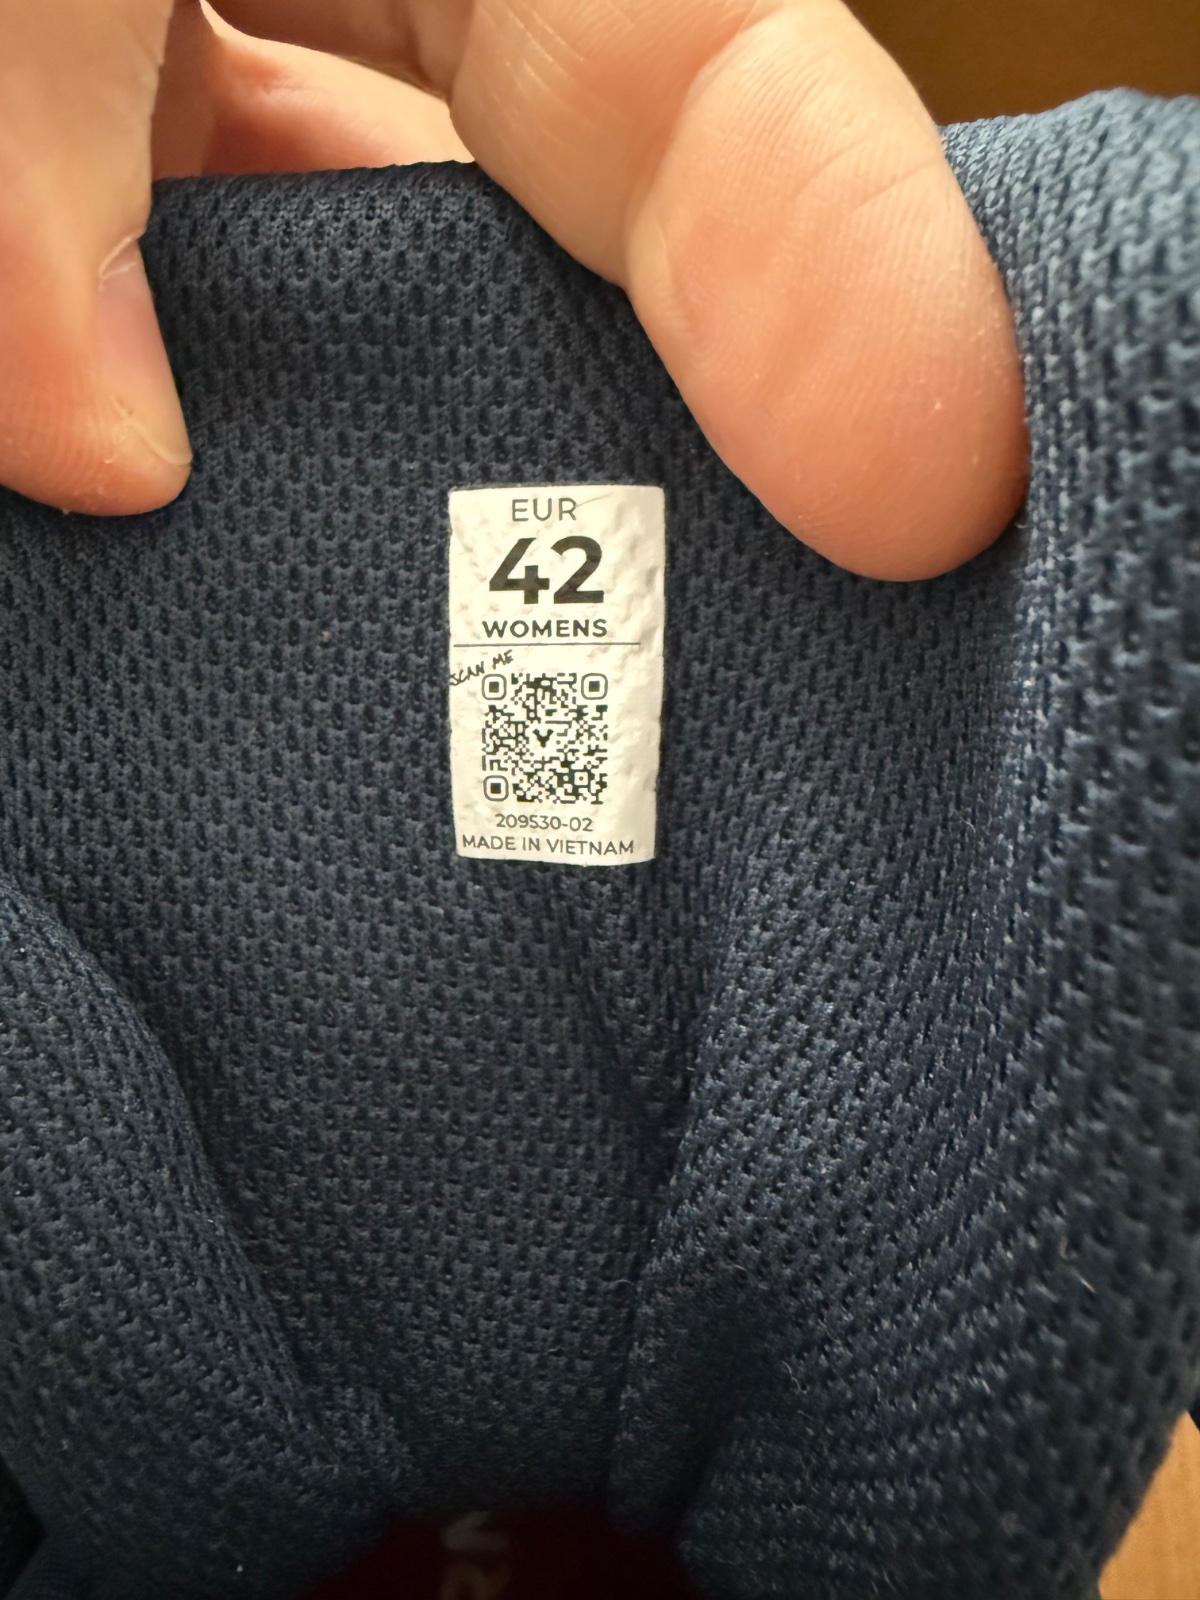 EUR
42
WOMENS
SCAN ME
209530-02
MADE IN VIETNAM